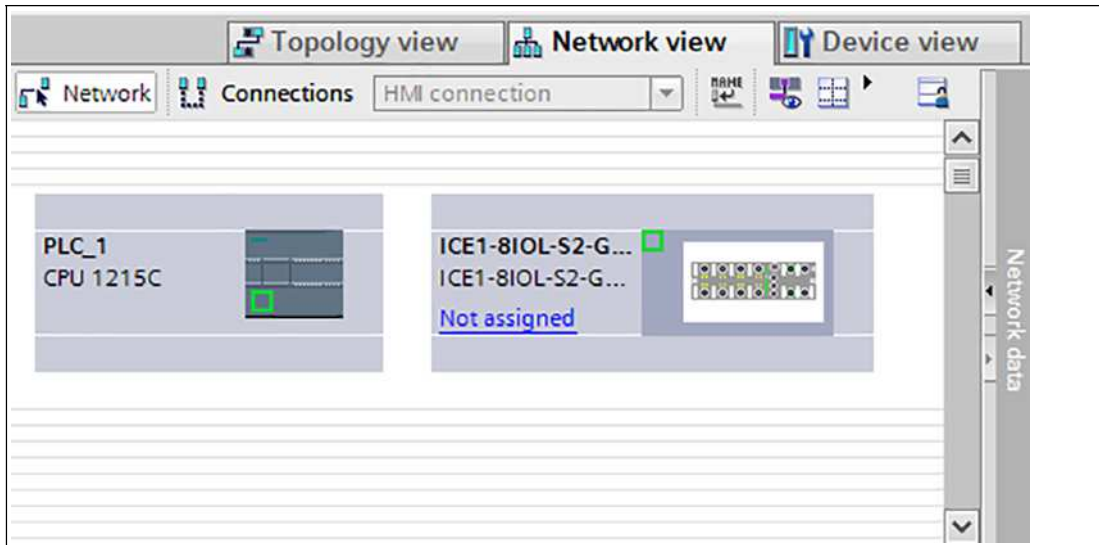 Topology view Network view Device view
Network Connections HMI connection NAME
PLC_1
CPU 1215C
ICE1-8IOL-S2-G...
ICE1-8IOL-S2-G...
Not assigned
Network data